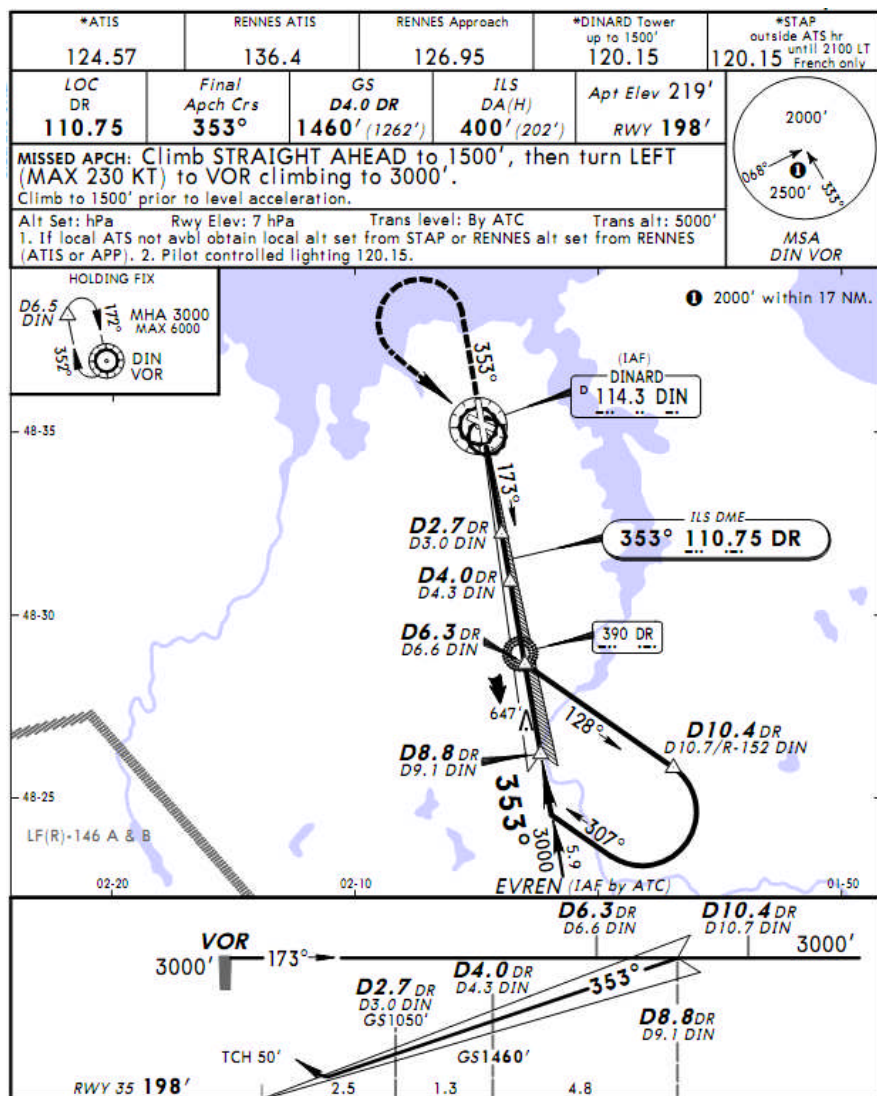 *ATIS
124.57
RENNES ATIS
136.4
RENNES Approach
126.95
*DINARD Tower
up to 1500'
120.15
*STAP
outside ATS hr
120.15 until 2100 LT
French only
LOC
DR
110.75
Final
Apch Crs
353°
GS
D4.0 DR
1460' (1262')
ILS
DA(H)
400' (202')
Apt Elev 219'
RWY 198'
2000'
068°
1
2500'
333°
MSA
DIN VOR
MISSED APCH: Climb STRAIGHT AHEAD to 1500', then turn LEFT
(MAX 230 KT) to VOR climbing to 3000'.
Climb to 1500' prior to level acceleration.
Alt Set: hPa Rwy Elev: 7 hPa Trans level: By ATC Trans alt: 5000'
1. If local ATS not avbl obtain local alt set from STAP or RENNES alt set from RENNES
(ATIS or APP). 2. Pilot controlled lighting 120.15.
HOLDING FIX
D6.5
DIN
172°
MHA 3000
MAX 6000
352°
DIN
VOR
1 2000' within 17 NM.
353°
(IAF)
DINARD
D 114.3 DIN
48-35
173°
D2.7 DR
D3.0 DIN
ILS DME
353° 110.75 DR
D4.0 DR
D4.3 DIN
48-30
D6.3 DR
D6.6 DIN
390 DR
647'
128°
D10.4 DR
D10.7/R-152 DIN
D8.8 DR
D9.1 DIN
48-25
353°
3000
5.9
307°
LF(R)-146 A & B
02-20
02-10
EVREN (IAF by ATC)
01-50
VOR
3000'
173°
D6.3 DR
D6.6 DIN
D10.4 DR
D10.7 DIN
3000'
D2.7 DR
D3.0 DIN
GS1050'
D4.0 DR
D4.3 DIN
353°
D8.8 DR
D9.1 DIN
TCH 50'
GS1460'
RWY 35 198'
2.5
1.3
4.8